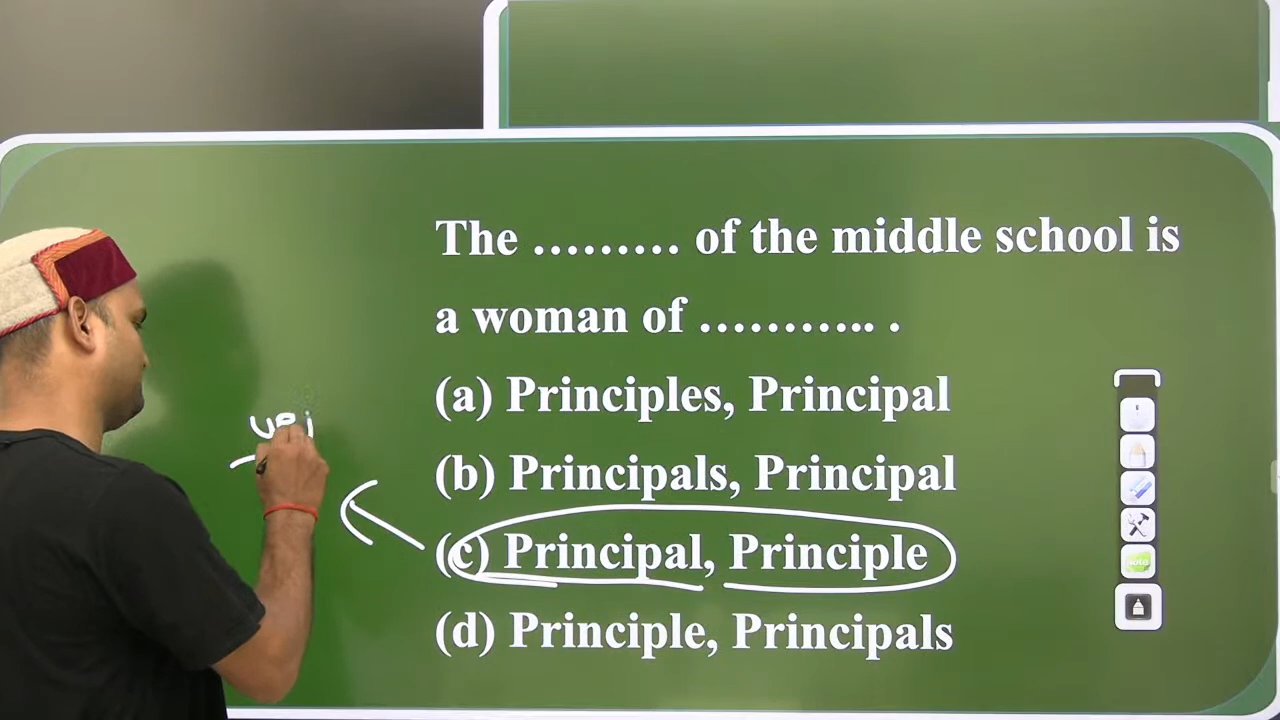 The ……… of the middle school is
a woman of ……….. .
(a) Principles, Principal
(b) Principals, Principal
(c) Principal, Principle
(d) Principle, Principals